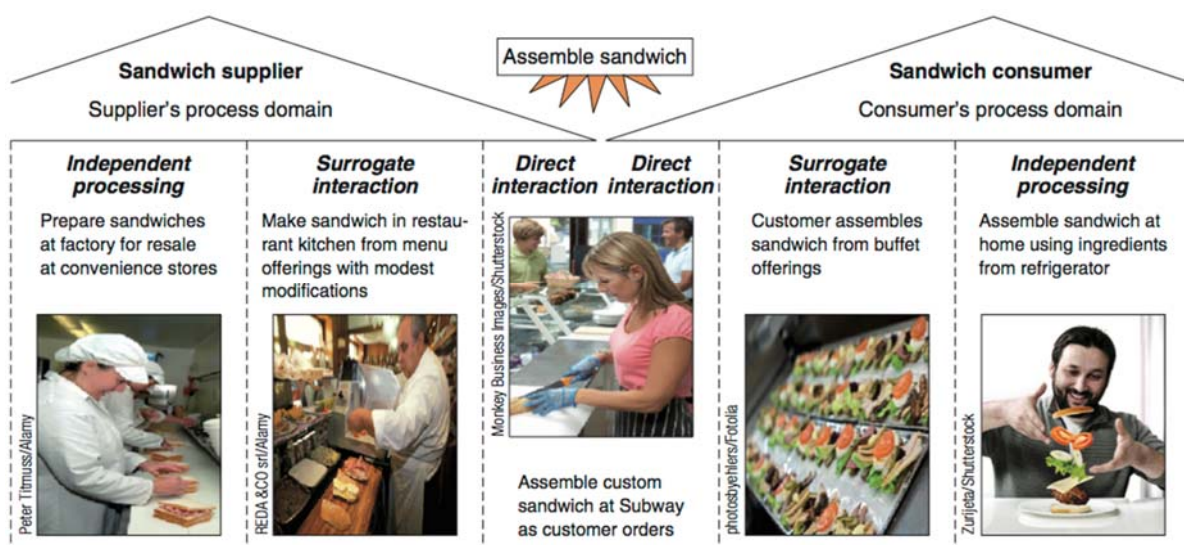 Assemble sandwich
Sandwich supplier
Supplier's process domain
Sandwich consumer
Consumer's process domain
Independent
processing
Prepare sandwiches
at factory for resale
at convenience stores
Peter Titmuss/Alamy
Surrogate
interaction
Make sandwich in restau-
rant kitchen from menu
offerings with modest
modifications
REDA &CO srl/Alamy
Direct
interaction
Direct
interaction
Monkey Business Images/Shutterstock
Assemble custom
sandwich at Subway
as customer orders
Surrogate
interaction
Customer assembles
sandwich from buffet
offerings
photosbyehlers/Fotolia
Independent
processing
Assemble sandwich at
home using ingredients
from refrigerator
Zurijeta/Shutterstock